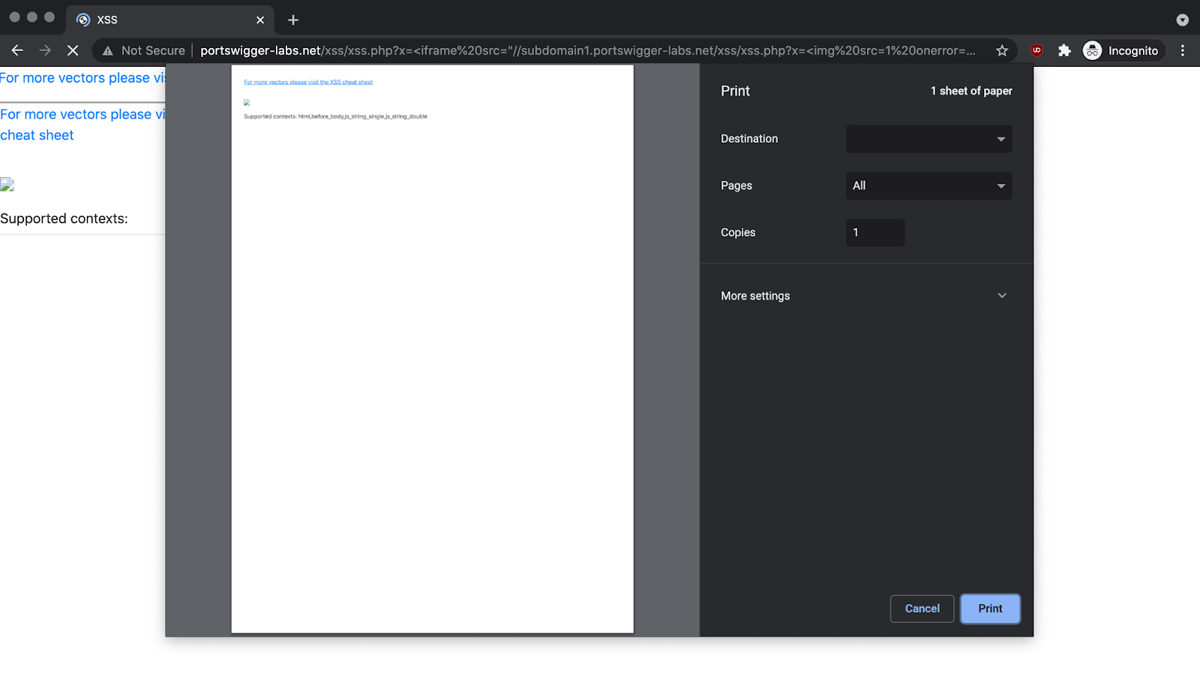 XSS
Not Secure portswigger-labs.net/xss/xss.php?x=<iframe%20src="//subdomain1.portswigger-labs.net/xss/xss.php?x=<img%20src=1%20onerror=...
Incognito
For more vectors please vi
For more vectors please vi
cheat sheet
Supported contexts:
For more vectors please visit the XSS cheat sheet
Supported contexts: html,before_body,js_string_single,js_string_double
Print 1 sheet of paper
Destination
Pages All
Copies 1
More settings
Cancel Print